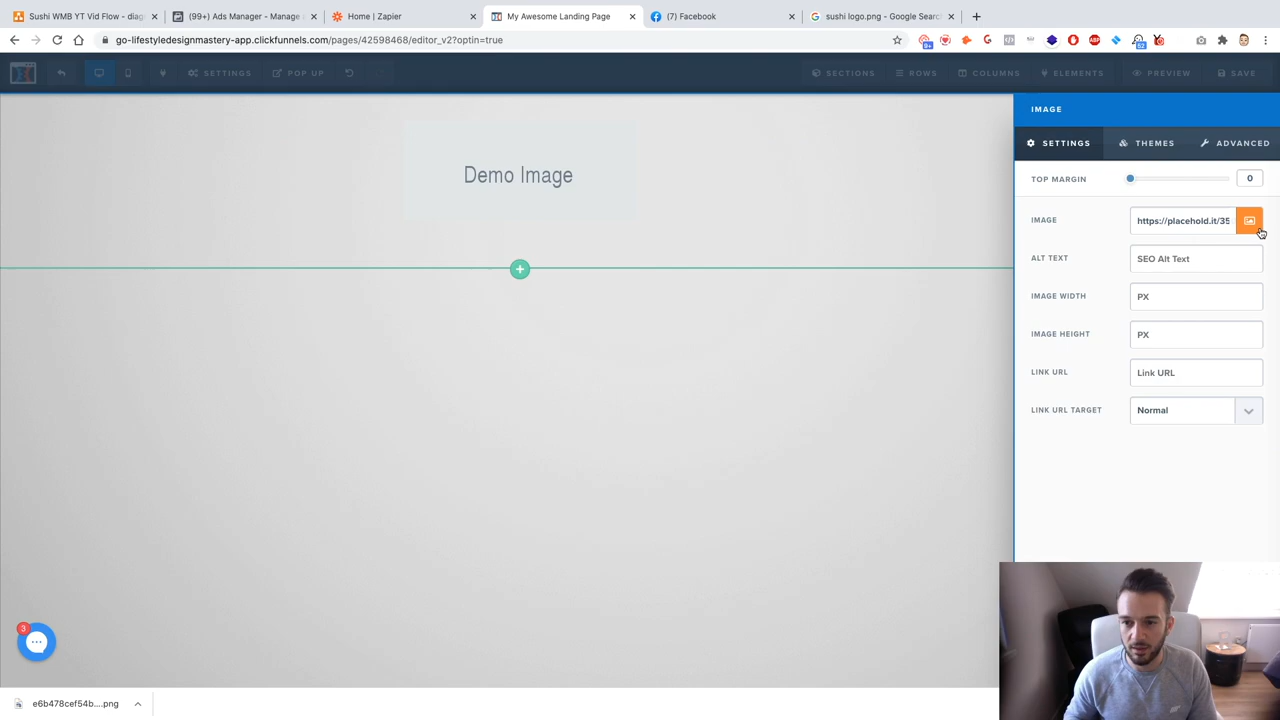 Sushi WMB YT Vid Flow - diag
(99+) Ads Manager - Manage
Home | Zapier
My Awesome Landing Page
(7) Facebook
sushi logo.png - Google Searc
go-lifestyledesignmastery-app.clickfunnels.com/pages/42598468/editor_v2?optin=true
9+
52
SETTINGS
POP UP
SECTIONS
ROWS
COLUMNS
ELEMENTS
PREVIEW
SAVE
Demo Image
IMAGE
SETTINGS
THEMES
ADVANCED
TOP MARGIN
0
IMAGE
https://placehold.it/35
ALT TEXT
SEO Alt Text
IMAGE WIDTH
PX
IMAGE HEIGHT
PX
LINK URL
Link URL
LINK URL TARGET
Normal
3
e6b478cef54b....png